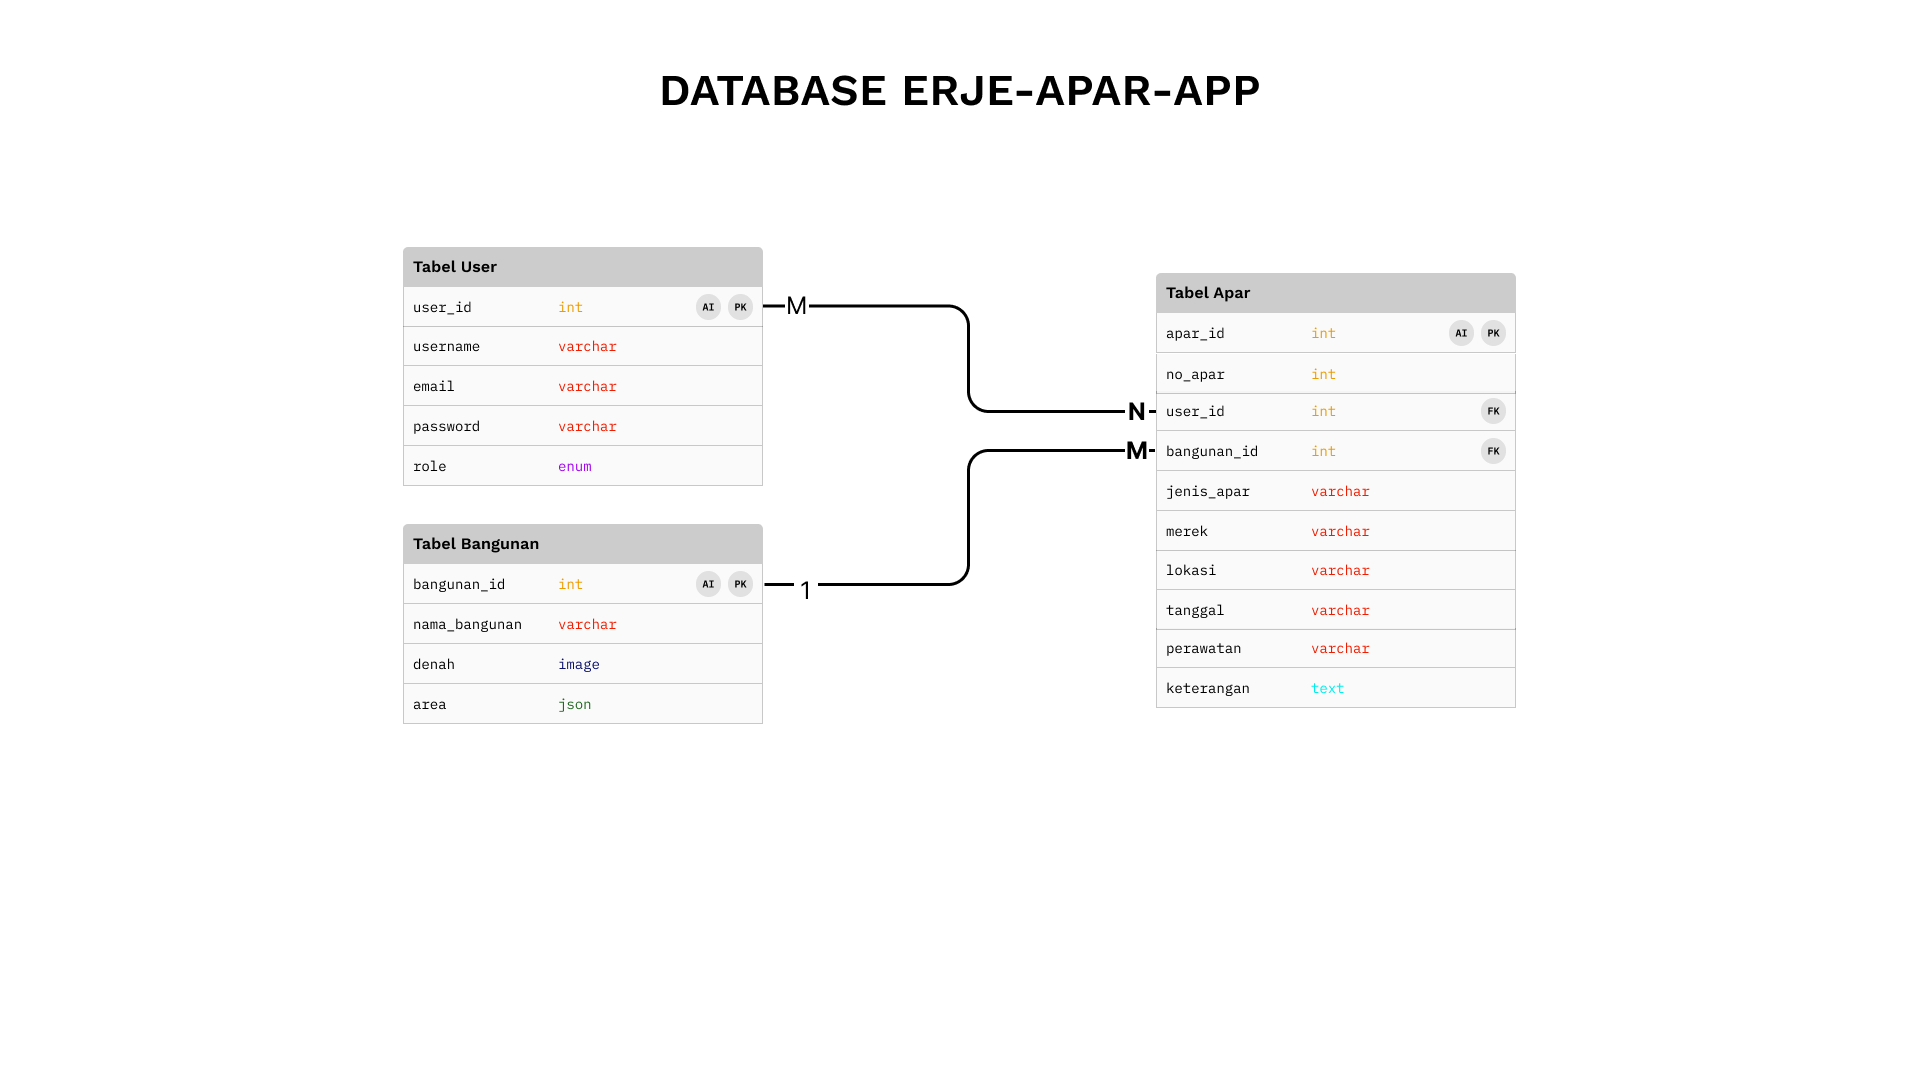 DATABASE ERJE-APAR-APP
Tabel User
user_id int AI PK
username varchar
email varchar
password varchar
role enum
M
N
Tabel Bangunan
bangunan_id int AI PK
nama_bangunan varchar
denah image
area json
1
M
Tabel Apar
apar_id int AI PK
no_apar int
user_id int FK
bangunan_id int FK
jenis_apar varchar
merek varchar
lokasi varchar
tanggal varchar
perawatan varchar
keterangan text